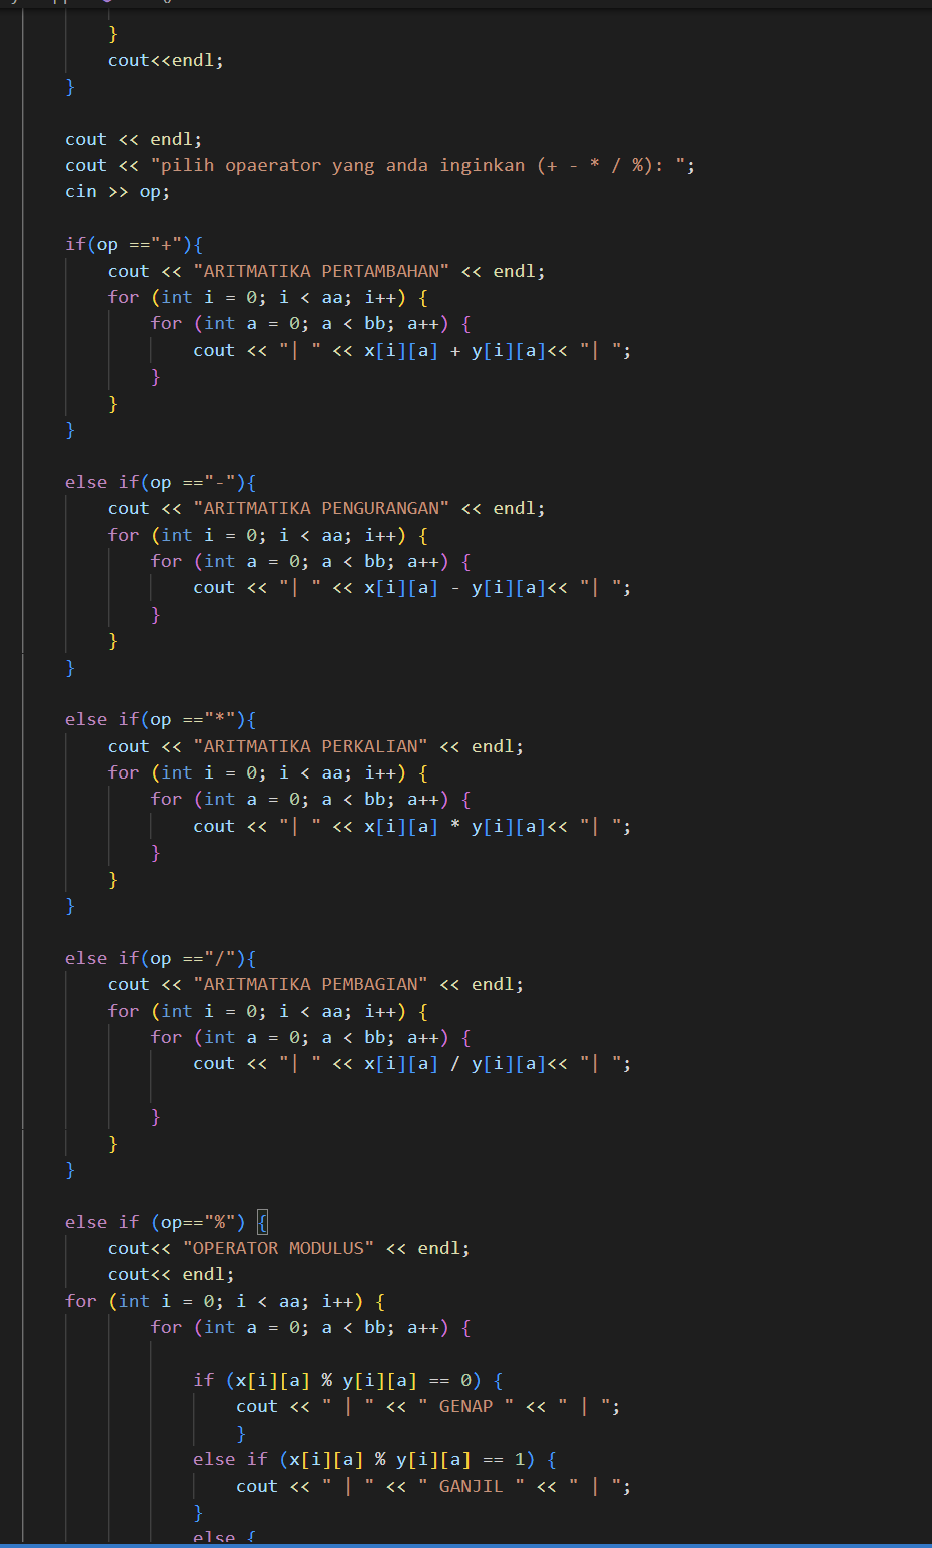 }
cout<<endl;
}
cout << endl;
cout << "pilih opaerator yang anda inginkan (+ - * / %): ";
cin >> op;
if(op =="+"){
cout << "ARITMATIKA PERTAMBAHAN" << endl;
for (int i = 0; i < aa; i++) {
for (int a = 0; a < bb; a++) {
cout << "| " << x[i][a] + y[i][a]<< "| ";
}
}
}
else if(op =="-"){
cout << "ARITMATIKA PENGURANGAN" << endl;
for (int i = 0; i < aa; i++) {
for (int a = 0; a < bb; a++) {
cout << "| " << x[i][a] - y[i][a]<< "| ";
}
}
}
else if(op =="*"){
cout << "ARITMATIKA PERKALIAN" << endl;
for (int i = 0; i < aa; i++) {
for (int a = 0; a < bb; a++) {
cout << "| " << x[i][a] * y[i][a]<< "| ";
}
}
}
else if(op =="/"){
cout << "ARITMATIKA PEMBAGIAN" << endl;
for (int i = 0; i < aa; i++) {
for (int a = 0; a < bb; a++) {
cout << "| " << x[i][a] / y[i][a]<< "| ";
}
}
}
else if (op=="%") {
cout<< "OPERATOR MODULUS" << endl;
cout<< endl;
for (int i = 0; i < aa; i++) {
for (int a = 0; a < bb; a++) {
if (x[i][a] % y[i][a] == 0) {
cout << " | " << " GENAP " << " | ";
}
else if (x[i][a] % y[i][a] == 1) {
cout << " | " << " GANJIL " << " | ";
}
else {